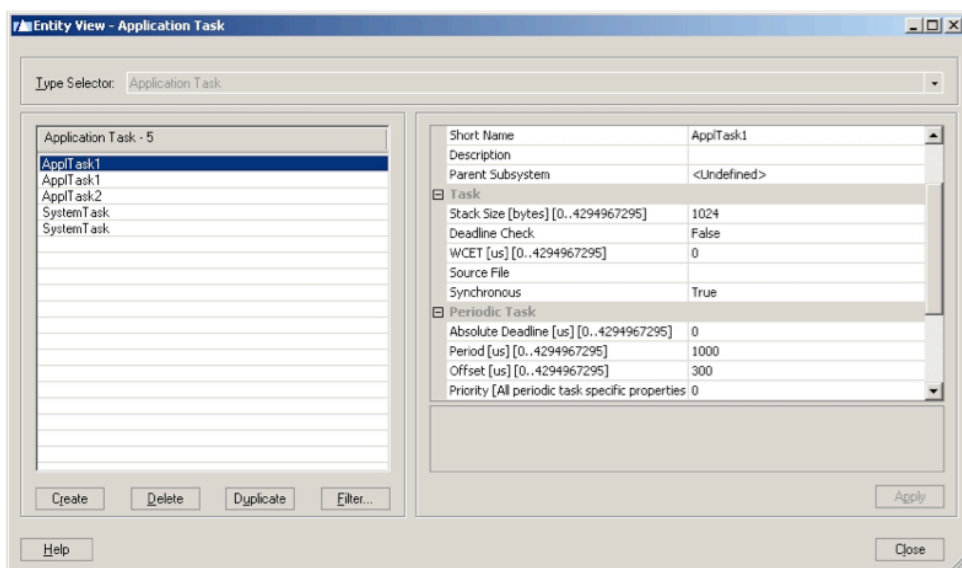 Entity View - Application Task
Type Selector: Application Task
Application Task - 5
ApplTask1
ApplTask1
ApplTask2
SystemTask
SystemTask
Create Delete Duplicate Filter...
Short Name ApplTask1
Description
Parent Subsystem <Undefined>
Task
Stack Size [bytes] [0..4294967295] 1024
Deadline Check False
WCET [us] [0..4294967295] 0
Source File
Synchronous True
Periodic Task
Absolute Deadline [us] [0..4294967295] 0
Period [us] [0..4294967295] 1000
Offset [us] [0..4294967295] 300
Priority [All periodic task specific properties 0
Apply
Help Close